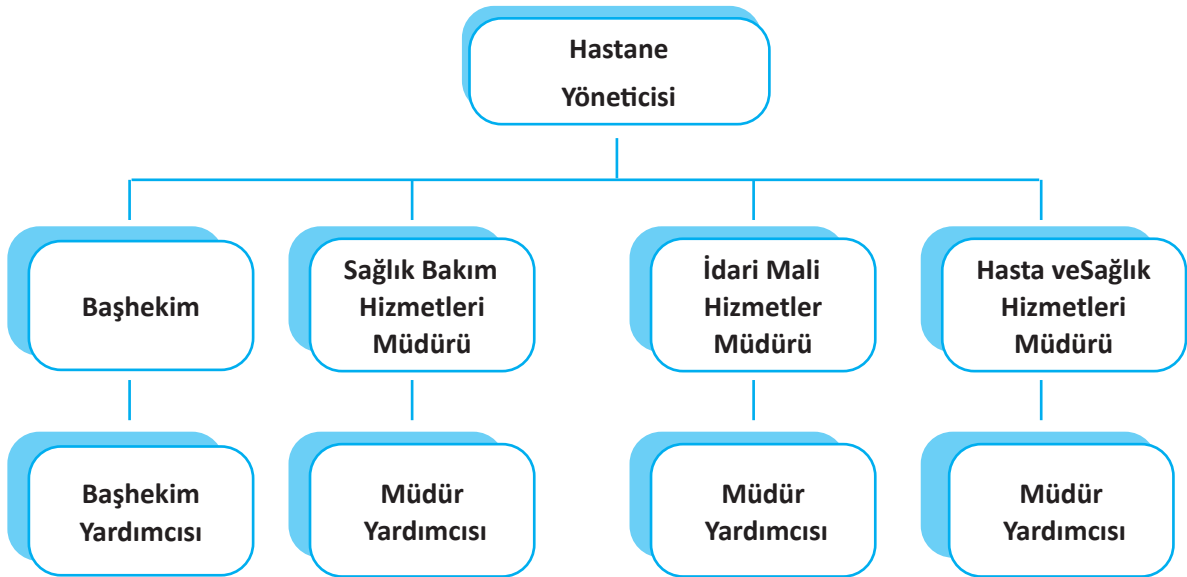 Hastane
Yöneticisi
Başhekim
Sağlık Bakım
Hizmetleri
Müdürü
İdari Mali
Hizmetler
Müdürü
Hasta veSağlık
Hizmetleri
Müdürü
Başhekim
Yardımcısı
Müdür
Yardımcısı
Müdür
Yardımcısı
Müdür
Yardımcısı